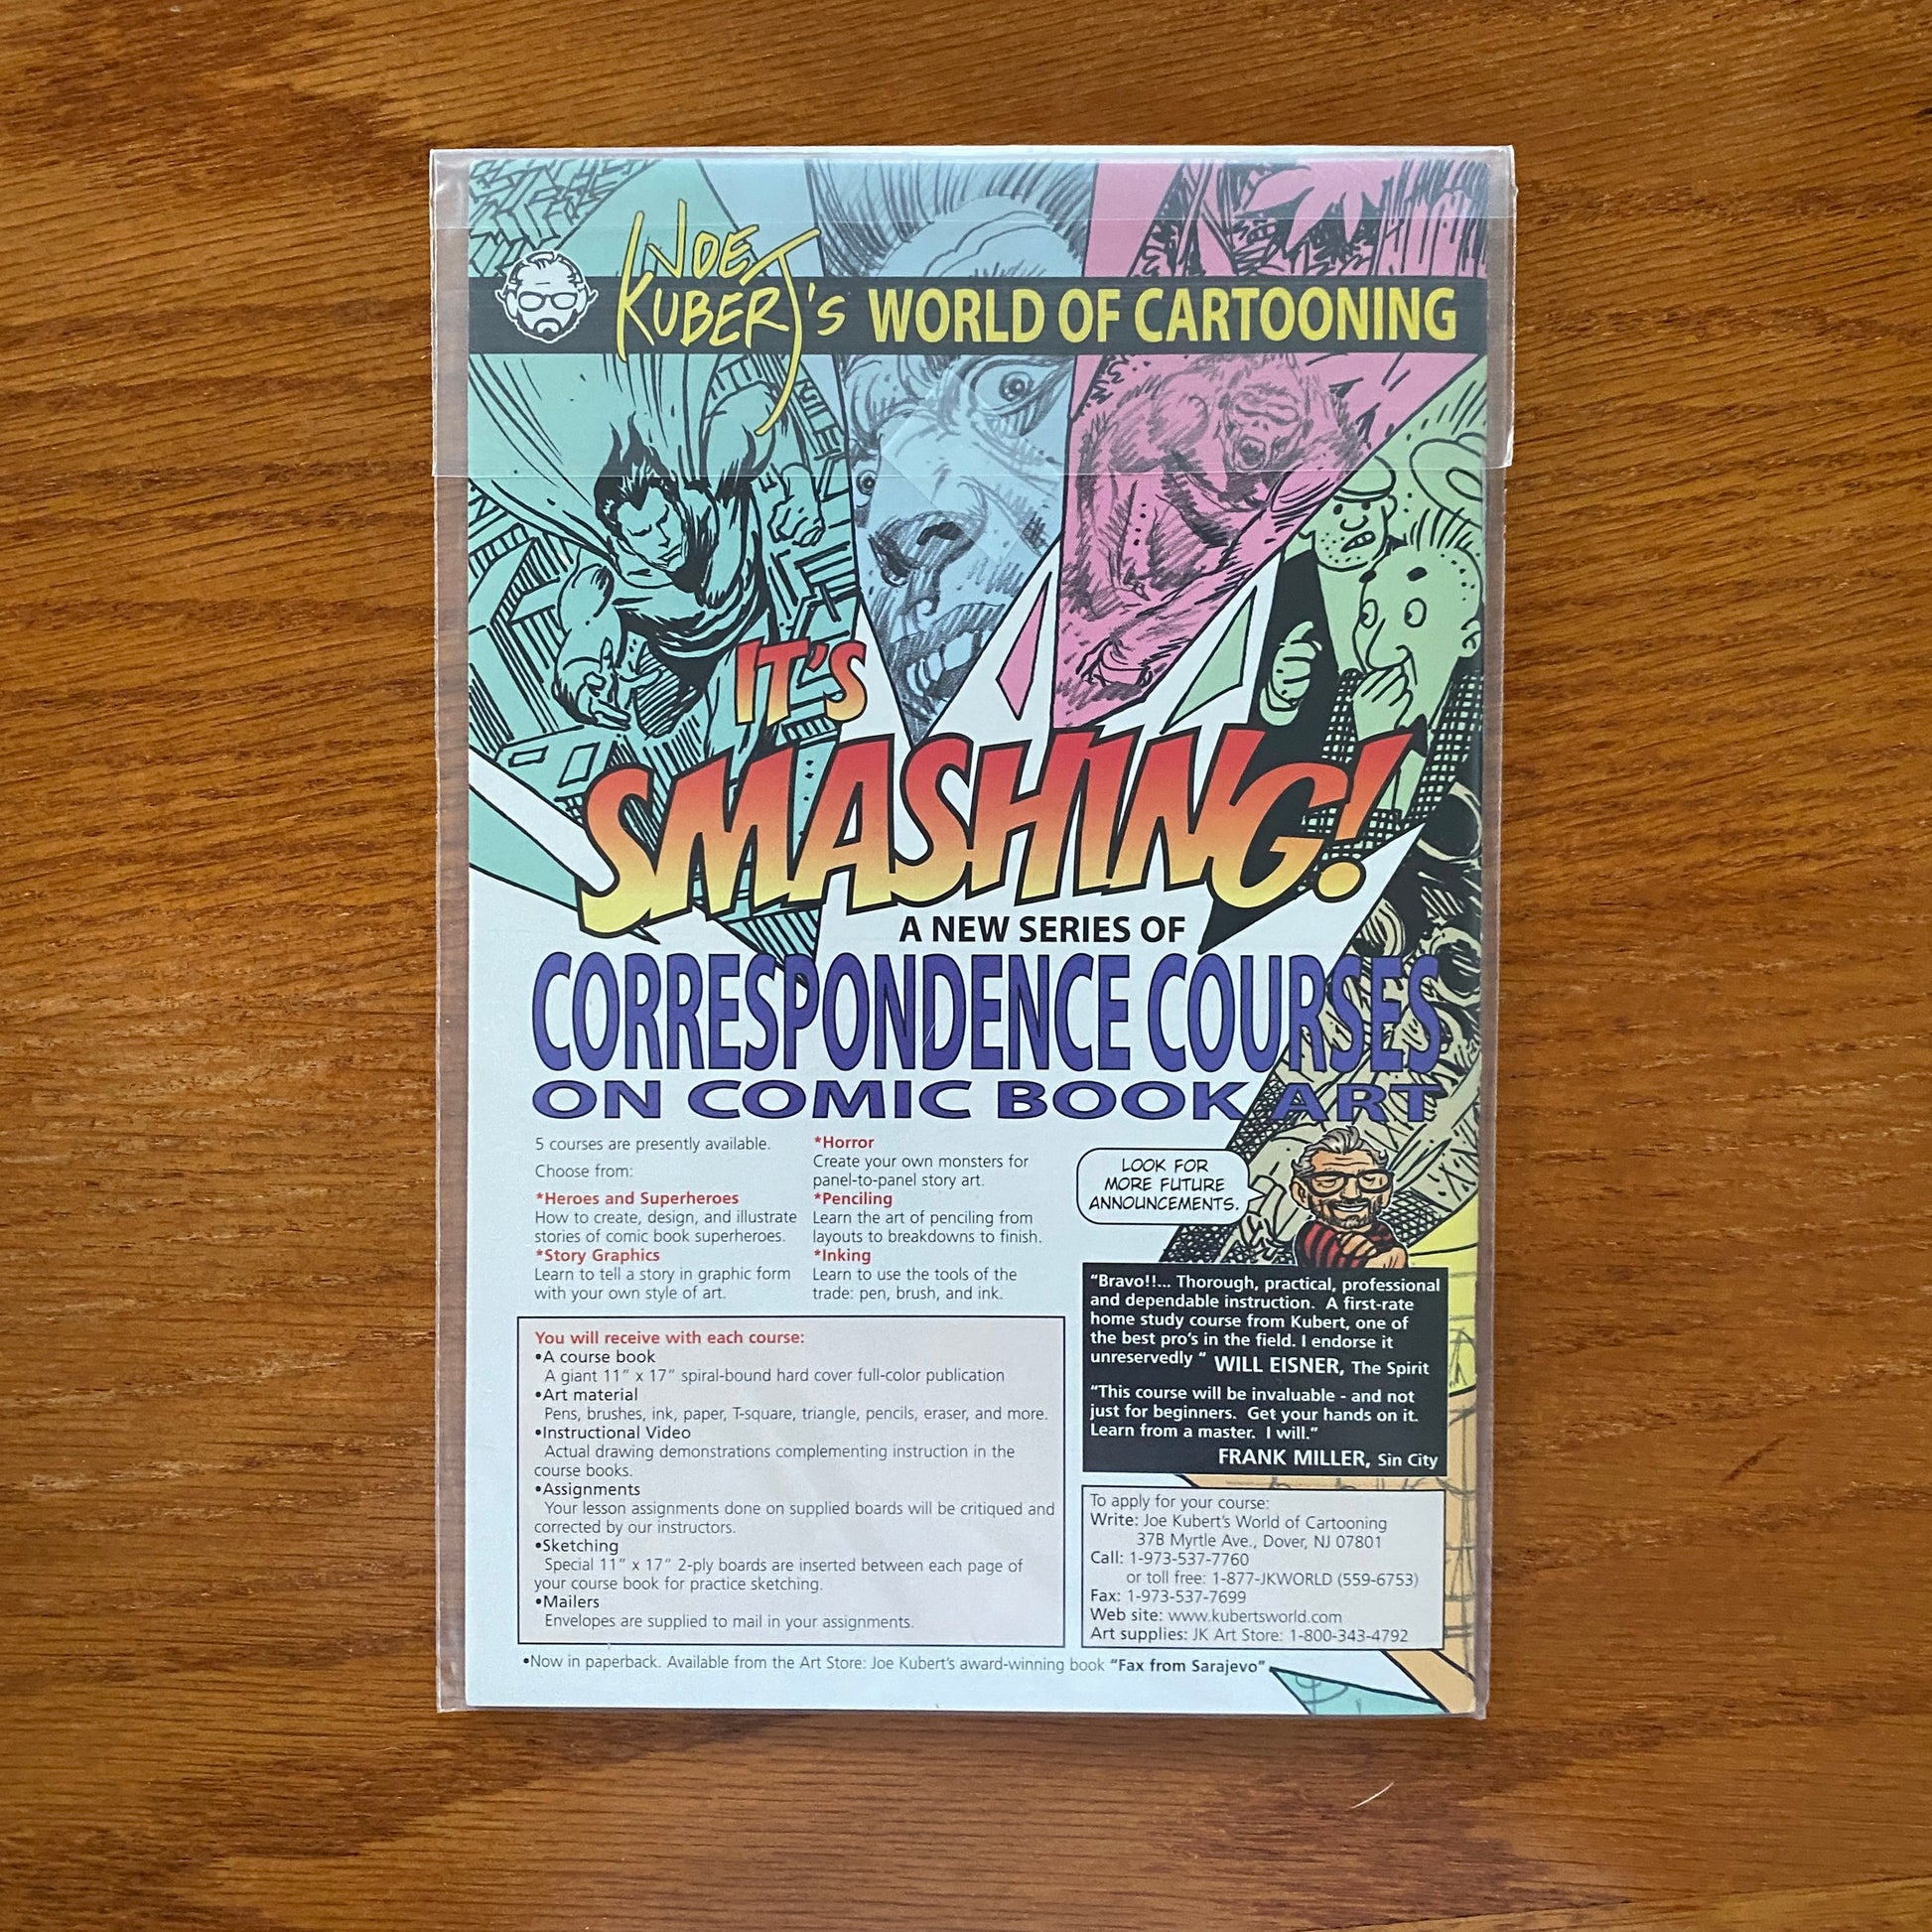 JOE
KUBERT's WORLD OF CARTOONING
IT'S
SMASHING!
A NEW SERIES OF
CORRESPONDENCE COURSES
ON COMIC BOOK ART
5 courses are presently available.
Choose from:
*Heroes and Superheroes
How to create, design, and illustrate
stories of comic book superheroes.
*Story Graphics
Learn to tell a story in graphic form
with your own style of art.
*Horror
Create your own monsters for
panel-to-panel story art.
*Penciling
Learn the art of penciling from
layouts to breakdowns to finish.
*Inking
Learn to use the tools of the
trade: pen, brush, and ink.
LOOK FOR
MORE FUTURE
ANNOUNCEMENTS.
"Bravo!!... Thorough, practical, professional
and dependable instruction. A first-rate
home study course from Kubert, one of
the best pro's in the field. I endorse it
unreservedly " WILL EISNER, The Spirit
"This course will be invaluable - and not
just for beginners. Get your hands on it.
Learn from a master. I will."
FRANK MILLER, Sin City
You will receive with each course:
•A course book
A giant 11" x 17" spiral-bound hard cover full-color publication
•Art material
Pens, brushes, ink, paper, T-square, triangle, pencils, eraser, and more.
•Instructional Video
Actual drawing demonstrations complementing instruction in the
course books.
•Assignments
Your lesson assignments done on supplied boards will be critiqued and
corrected by our instructors.
•Sketching
Special 11" x 17" 2-ply boards are inserted between each page of
your course book for practice sketching.
•Mailers
Envelopes are supplied to mail in your assignments.
To apply for your course:
Write: Joe Kubert's World of Cartooning
37B Myrtle Ave., Dover, NJ 07801
Call: 1-973-537-7760
or toll free: 1-877-JKWORLD (559-6753)
Fax: 1-973-537-7699
Web site: www.kubertsworld.com
Art supplies: JK Art Store: 1-800-343-4792
•Now in paperback. Available from the Art Store: Joe Kubert's award-winning book "Fax from Sarajevo"